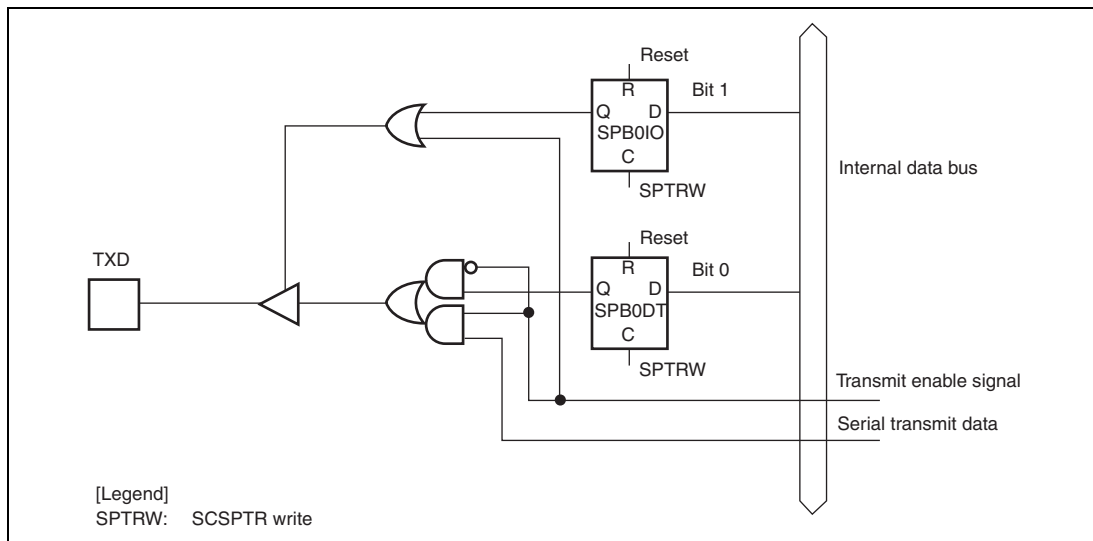 Reset
R
Bit 1
Q D
SPB0IO
C
SPTRW
Internal data bus
Reset
R
Bit 0
Q D
SPB0DT
C
SPTRW
TXD
Transmit enable signal
Serial transmit data
[Legend]
SPTRW: SCSPTR write